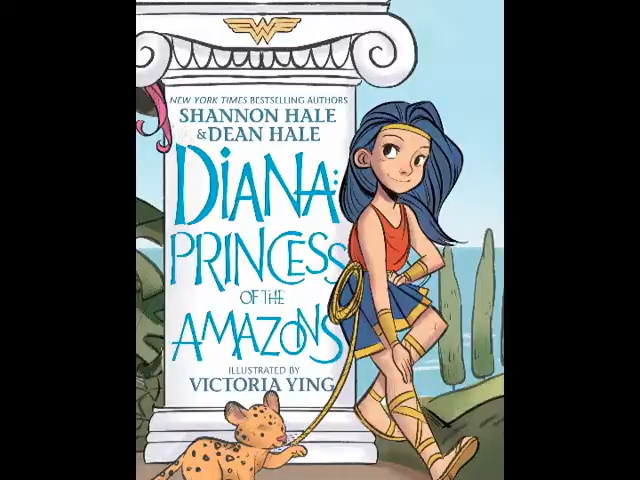 NEW YORK TIMES BESTSELLING AUTHORS
SHANNON HALE
& DEAN HALE
DIANA:
PRINCESS
OF THE
AMAZONS
ILLUSTRATED BY
VICTORIA YING